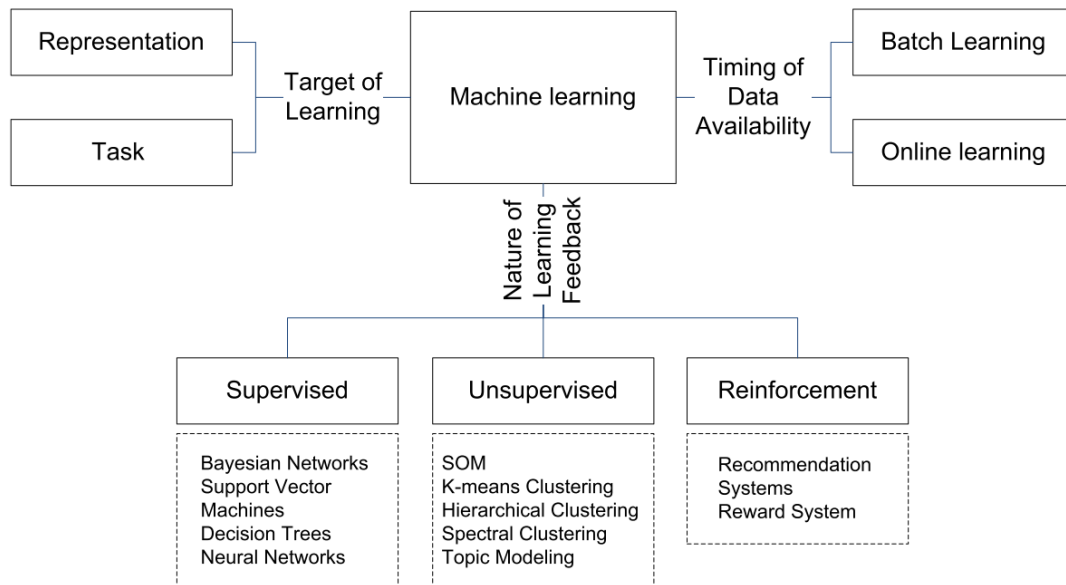 Representation
Task
Target of
Learning
Machine learning
Timing of
Data
Availability
Batch Learning
Online learning
Nature of
Learning
Feedback
Supervised
Bayesian Networks
Support Vector
Machines
Decision Trees
Neural Networks
Unsupervised
SOM
K-means Clustering
Hierarchical Clustering
Spectral Clustering
Topic Modeling
Reinforcement
Recommendation
Systems
Reward System